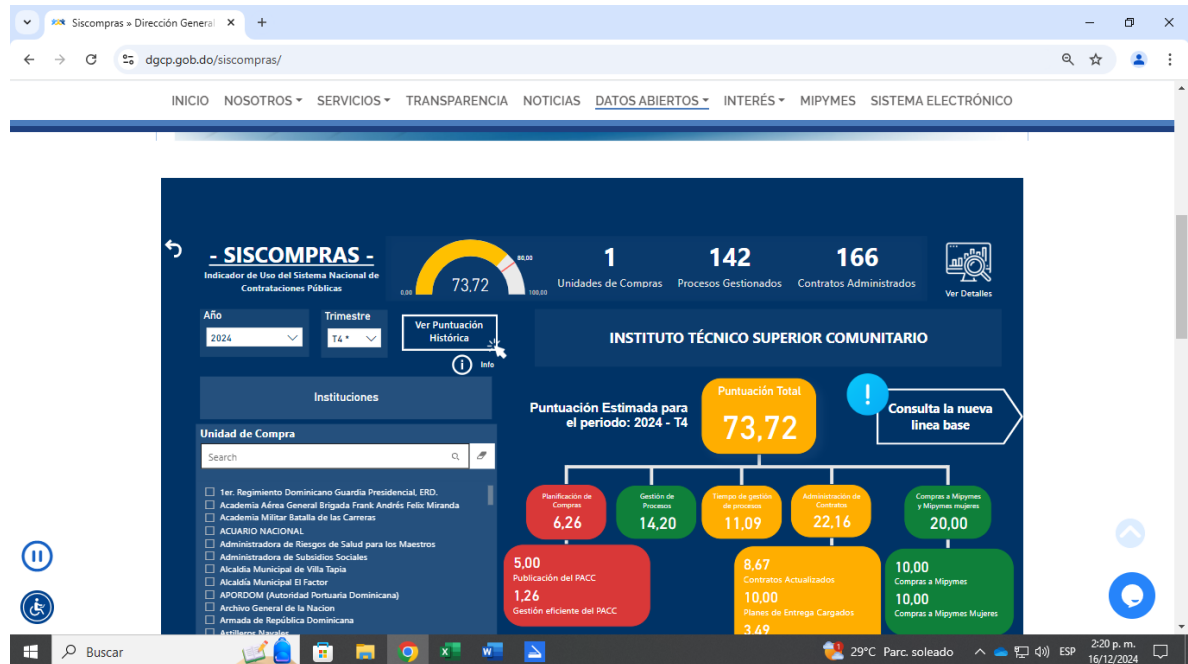 Siscompras » Dirección General
dgcp.gob.do/siscompras/
INICIO NOSOTROS SERVICIOS TRANSPARENCIA NOTICIAS DATOS ABIERTOS INTERÉS MIPYMES SISTEMA ELECTRÓNICO
- SISCOMPRAS -
Indicador de Uso del Sistema Nacional de
Contrataciones Públicas
0,00
73,72
80,00
100,00
1
Unidades de Compras
142
Procesos Gestionados
166
Contratos Administrados
Ver Detalles
Año
2024
Trimestre
T4 *
Ver Puntuación
Histórica
Info
INSTITUTO TÉCNICO SUPERIOR COMUNITARIO
Instituciones
Unidad de Compra
Search
1er. Regimiento Dominicano Guardia Presidencial, ERD.
Academia Aérea General Brigada Frank Andrés Felix Miranda
Academia Militar Batalla de las Carreras
ACUARIO NACIONAL
Administradora de Riesgos de Salud para los Maestros
Administradora de Subsidios Sociales
Alcaldia Municipal de Villa Tapia
Alcaldía Municipal El Factor
APORDOM (Autoridad Portuaria Dominicana)
Archivo General de la Nacion
Armada de República Dominicana
Astilleros Navales
Puntuación Estimada para
el periodo: 2024 - T4
Puntuación Total
73,72
!
Consulta la nueva
linea base
Planificación de
Compras
6,26
Gestión de
Procesos
14,20
Tiempo de gestión
de procesos
11,09
Administración de
Contratos
22,16
Compras a Mipymes
y Mipymes mujeres
20,00
5,00
Publicación del PACC
1,26
Gestión eficiente del PACC
8,67
Contratos Actualizados
10,00
Planes de Entrega Cargados
3,49
10,00
Compras a Mipymes
10,00
Compras a Mipymes Mujeres
Buscar
29°C Parc. soleado
ESP
2:20 p. m.
16/12/2024